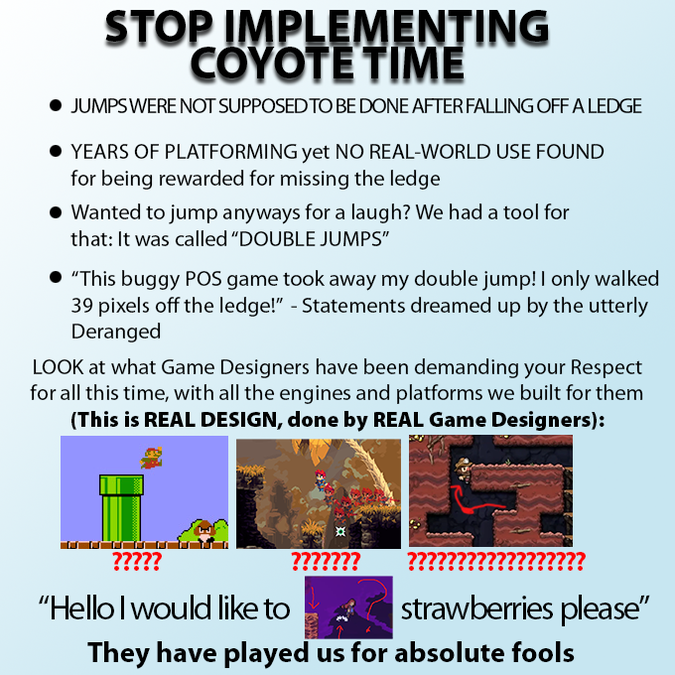 STOP IMPLEMENTING
COYOTE TIME
● JUMPS WERE NOT SUPPOSED TO BE DONE AFTER FALLING OFF A LEDGE
● YEARS OF PLATFORMING yet NO REAL-WORLD USE FOUND
for being rewarded for missing the ledge
● Wanted to jump anyways for a laugh? We had a tool for
that: It was called “DOUBLE JUMPS”
● “This buggy POS game took away my double jump! I only walked
39 pixels off the ledge!” - Statements dreamed up by the utterly
Deranged
LOOK at what Game Designers have been demanding your Respect
for all this time, with all the engines and platforms we built for them
(This is REAL DESIGN, done by REAL Game Designers):
????? ??????? ?????????????????
“Hello I would like to strawberries please”
They have played us for absolute fools